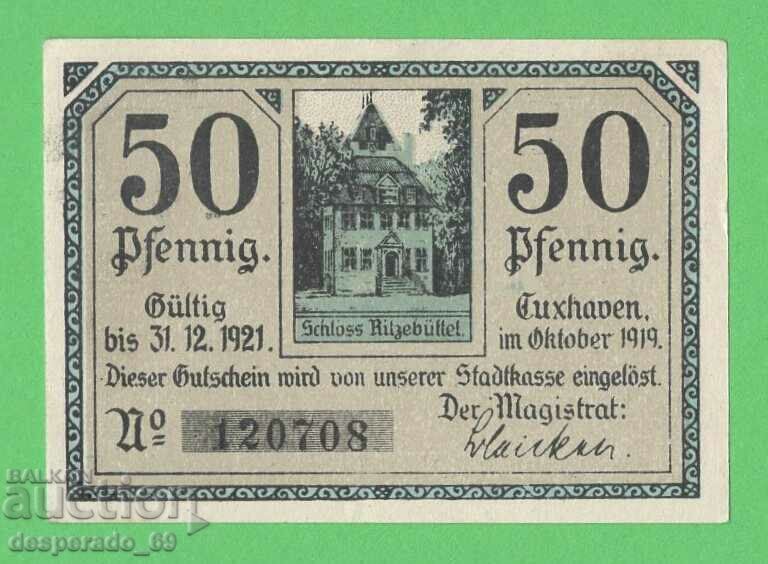 50
Pfennig.
50
Pfennig.
Gültig
bis 31. 12. 1921.
Schloss Ritzebüttel.
Cuxhaven,
im Oktober 1919.
Dieser Gutschein wird von unserer Stadtkasse eingelöst.
Der Magistrat:
No 120708
BALKAN
auction
desperado_69